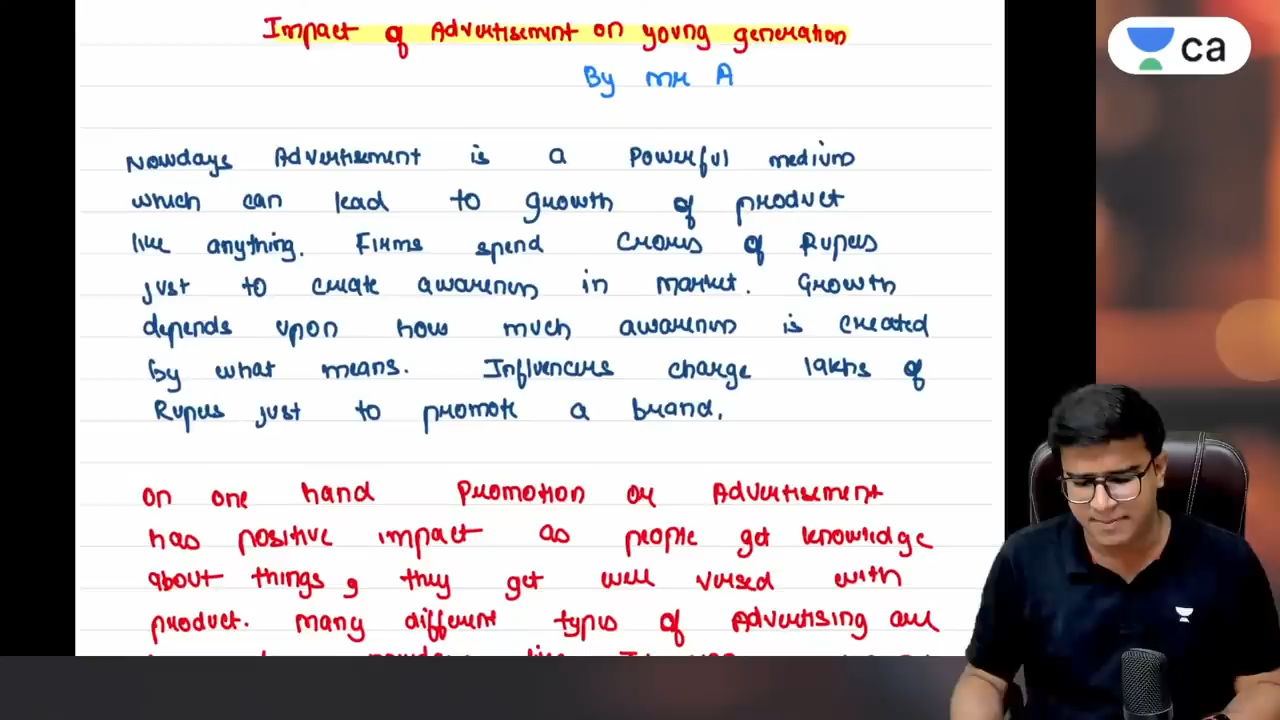 Impact of Advertisement on young generation
By Mr A
ca
Nowdays Advertisement is a Powerful medium
which can lead to growth of product
like anything. Firms spend crores of Rupees
just to create awareness in market. Growth
depends upon how much awareness is created
by what means. Influencers charge lakhs of
Rupees just to promote a brand.
On one hand Promotion or Advertisement
has positive impact as people get knowledge
about things, they get well versed with
product. Many different types of Advertising are